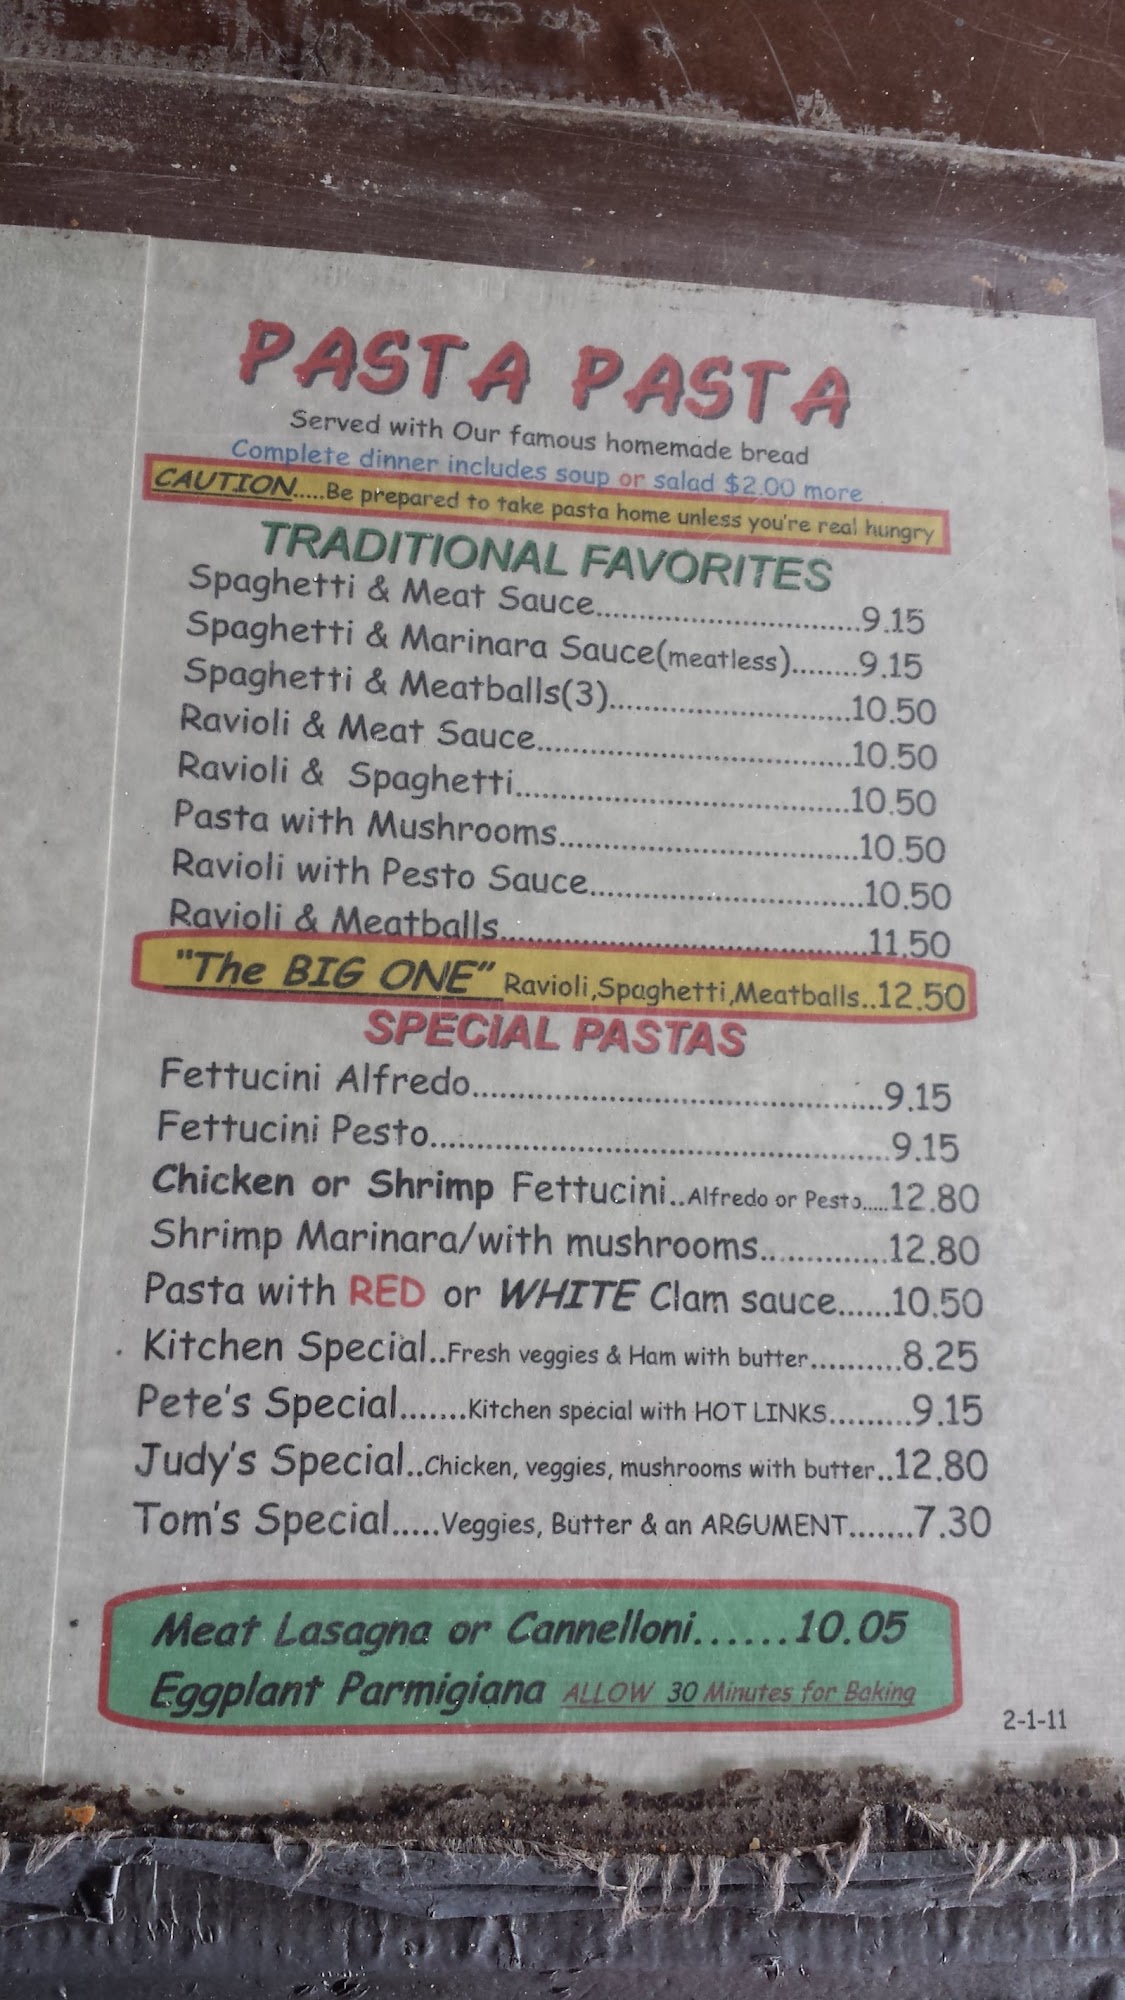 PASTA PASTA
Served with Our famous homemade bread
Complete dinner includes soup or salad $2.00 more
CAUTION.....Be prepared to take pasta home unless you're real hungry
TRADITIONAL FAVORITES
Spaghetti & Meat Sauce................................9.15
Spaghetti & Marinara Sauce(meatless)........9.15
Spaghetti & Meatballs(3)............................10.50
Ravioli & Meat Sauce.....................................10.50
Ravioli & Spaghetti........................................10.50
Pasta with Mushrooms...................................10.50
Ravioli with Pesto Sauce................................10.50
Ravioli & Meatballs...........................................11.50
"The BIG ONE" Ravioli,Spaghetti,Meatballs..12.50
SPECIAL PASTAS
Fettucini Alfredo................................................9.15
Fettucini Pesto.....................................................9.15
Chicken or Shrimp Fettucini..Alfredo or Pesto.....12.80
Shrimp Marinara/with mushrooms...............12.80
Pasta with RED or WHITE Clam sauce......10.50
Kitchen Special..Fresh veggies & Ham with butter..........8.25
Pete's Special.......Kitchen special with HOT LINKS.........9.15
Judy's Special..Chicken, veggies, mushrooms with butter..12.80
Tom's Special.....Veggies, Butter & an ARGUMENT.......7.30
Meat Lasagna or Cannelloni......10.05
Eggplant Parmigiana ALLOW 30 Minutes for Baking
2-1-11